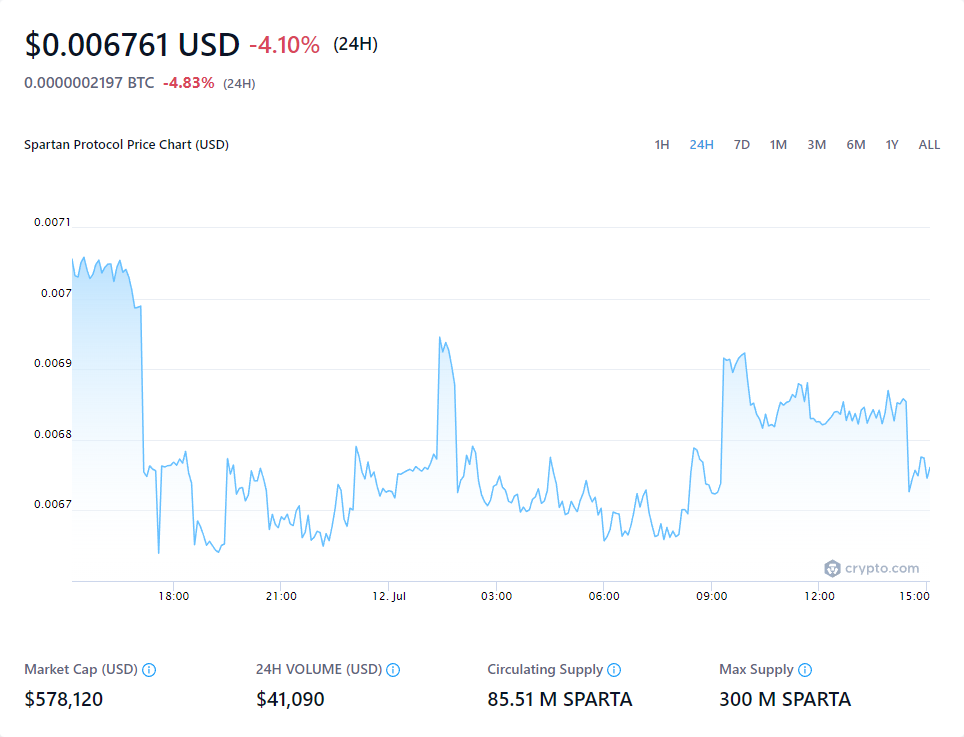 $0.006761 USD -4.10% (24H)
0.0000002197 BTC -4.83% (24H)
Spartan Protocol Price Chart (USD) 1H 24H 7D 1M 3M 6M 1Y ALL
0.0071
0.007
0.0069
0.0068
0.0067
crypto.com
18:00 21:00 12. Jul 03:00 06:00 09:00 12:00 15:00
Market Cap (USD) 24H VOLUME (USD) Circulating Supply Max Supply
$578,120 $41,090 85.51 M SPARTA 300 M SPARTA